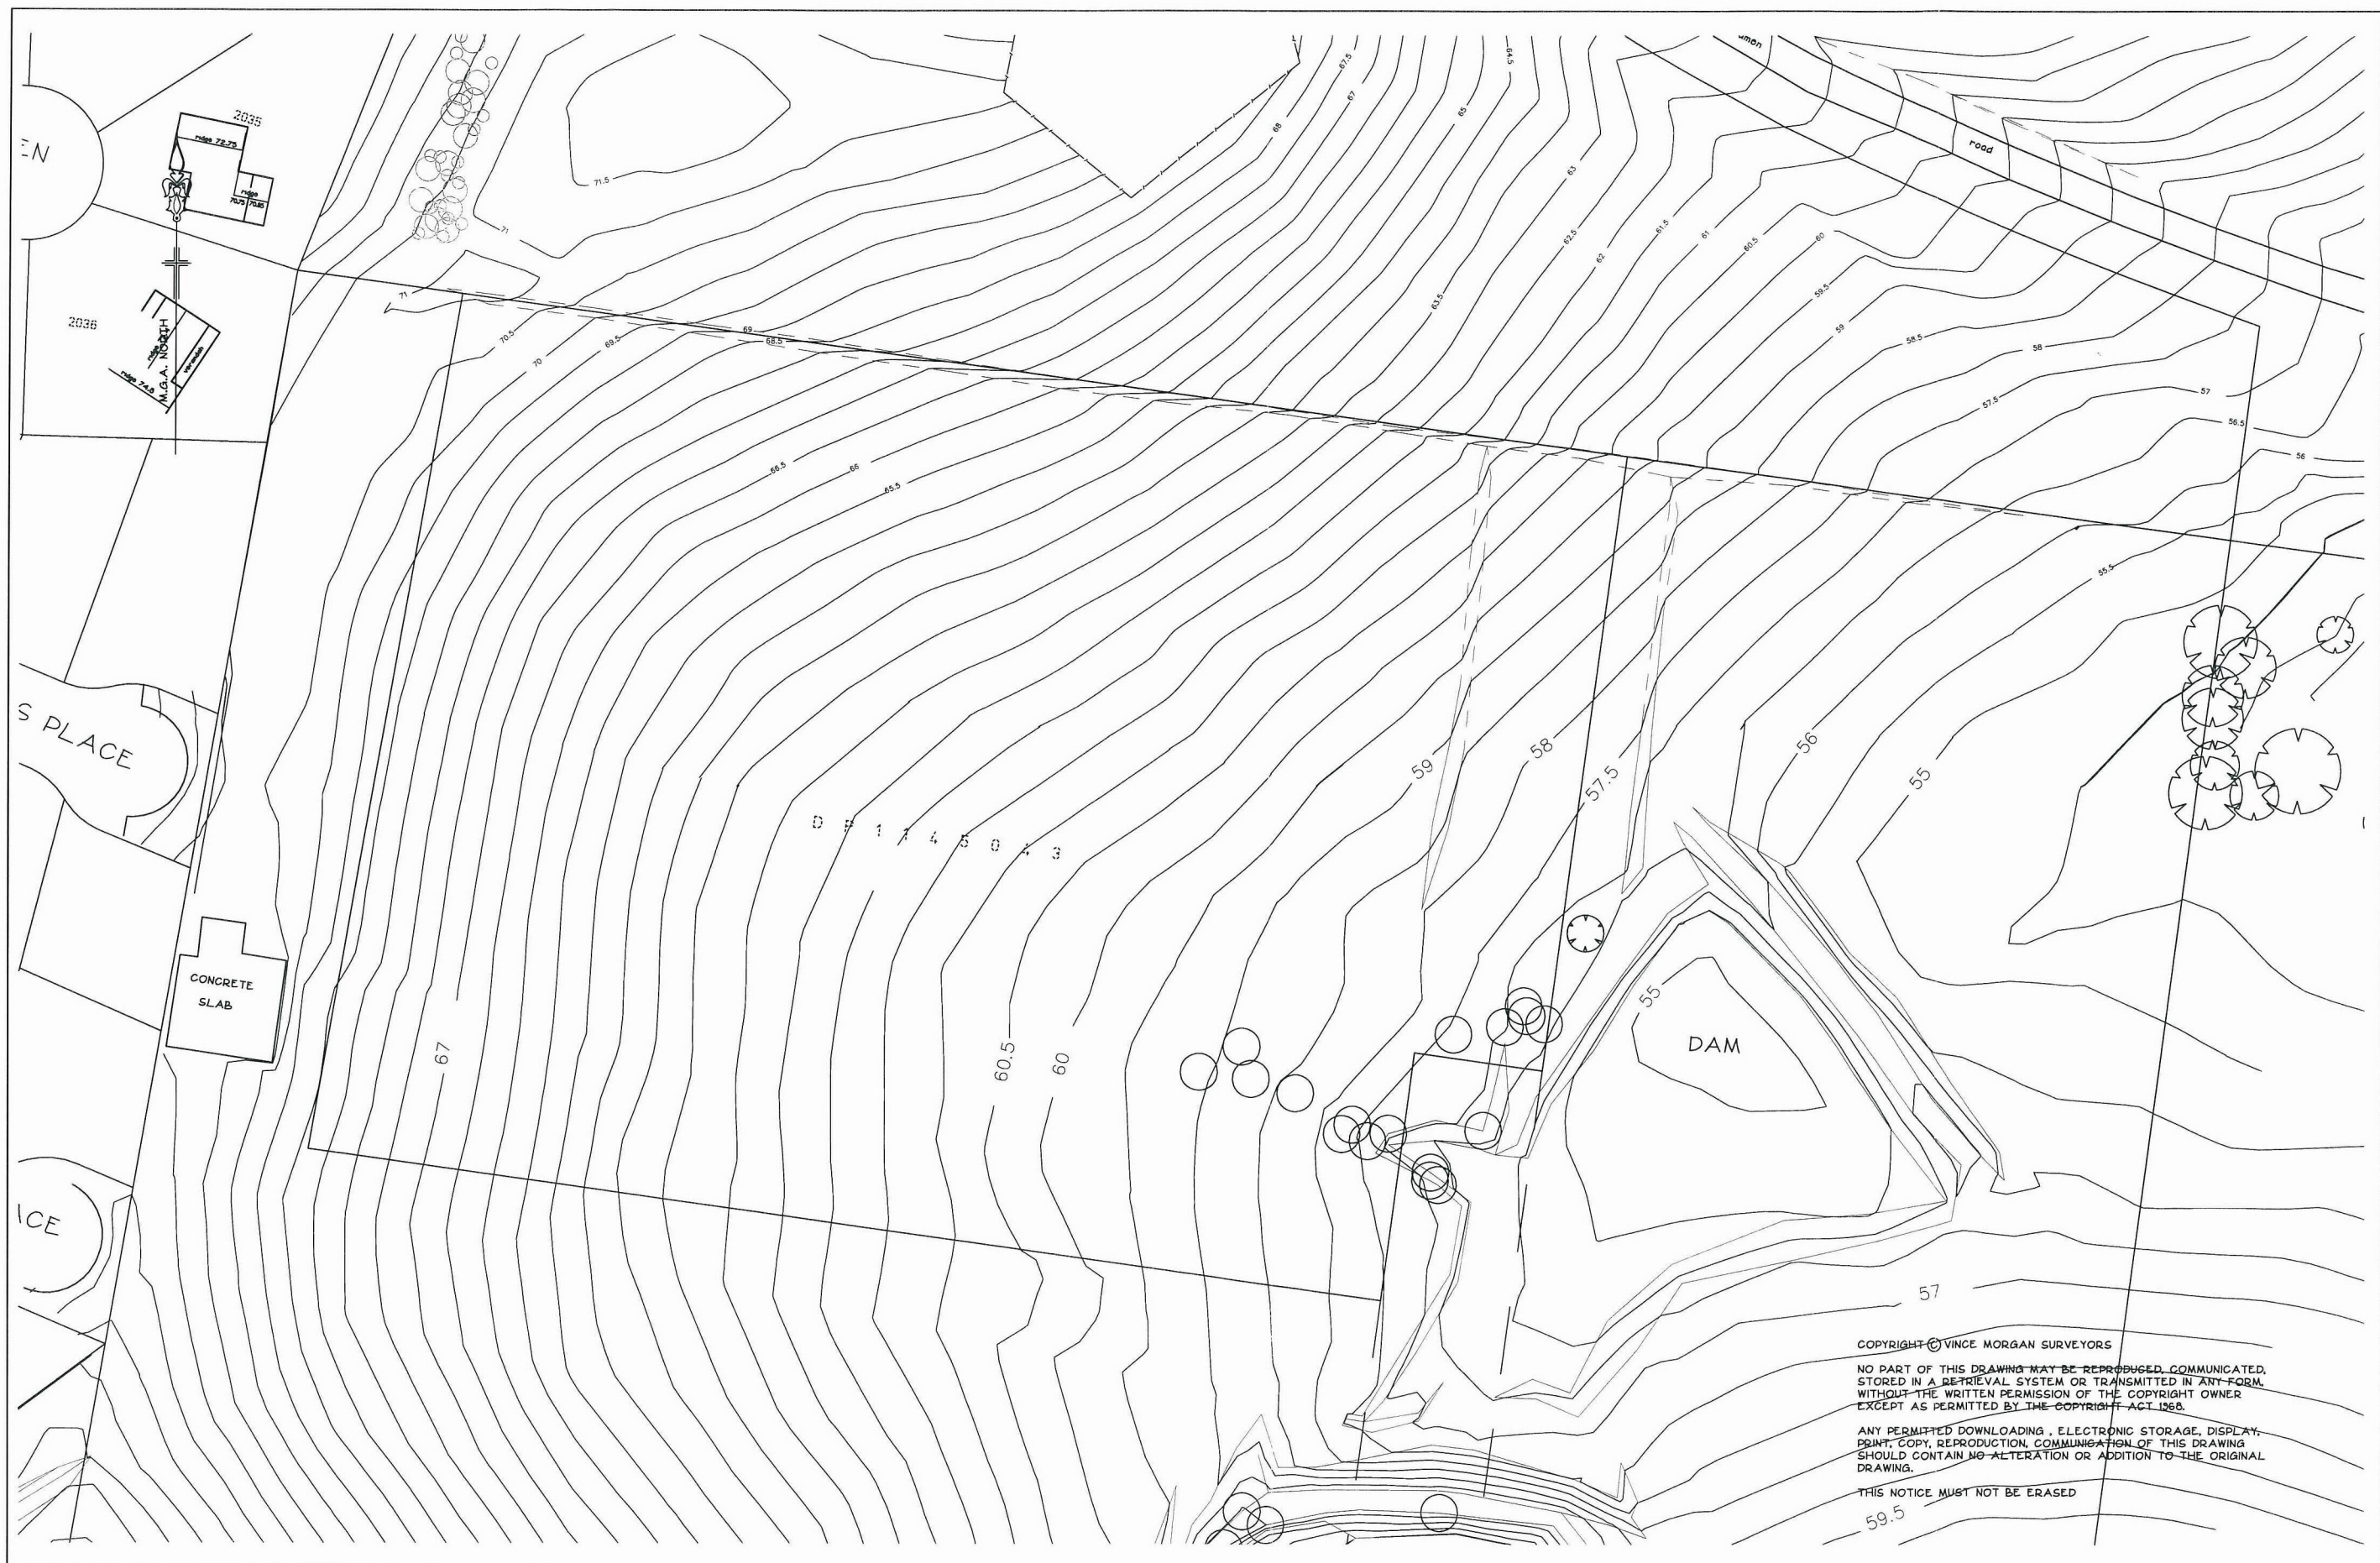 2035
ridge 72.75
ridge
70.75
70.85
EN
2036
verandah
ridge 74.8
M.G.A. NORTH
road
71.5
71
71
70.5
70
69.5
69
68.5
68
67.5
67
66.5
66
65.5
65
64.5
63.5
63
62.5
62
61.5
61
60.5
60
59.5
59
58.5
58
57.5
57
56.5
56
55.5
S PLACE
59
58
57.5
56
55
DP1145043
CONCRETE
SLAB
67
60.5
60
55
DAM
ICE
57
COPYRIGHT © VINCE MORGAN SURVEYORS
NO PART OF THIS DRAWING MAY BE REPRODUCED, COMMUNICATED,
STORED IN A RETRIEVAL SYSTEM OR TRANSMITTED IN ANY FORM,
WITHOUT THE WRITTEN PERMISSION OF THE COPYRIGHT OWNER
EXCEPT AS PERMITTED BY THE COPYRIGHT ACT 1968.
ANY PERMITTED DOWNLOADING , ELECTRONIC STORAGE, DISPLAY,
PRINT, COPY, REPRODUCTION, COMMUNICATION OF THIS DRAWING
SHOULD CONTAIN NO ALTERATION OR ADDITION TO THE ORIGINAL
DRAWING.
THIS NOTICE MUST NOT BE ERASED
59.5